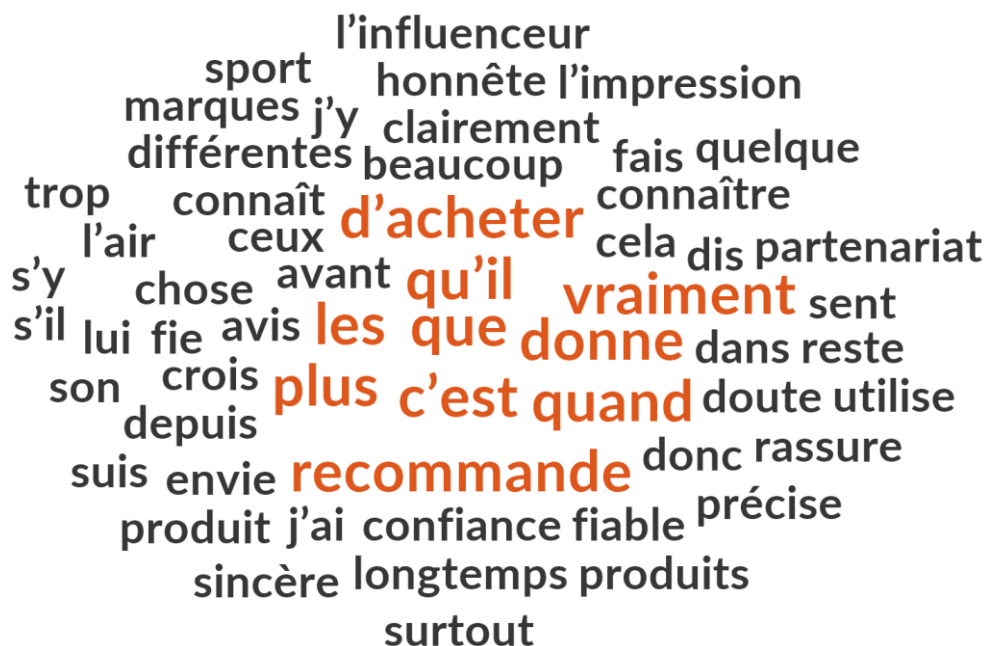 l’influenceur
sport honnête l’impression
marques j’y clairement
différentes beaucoup fais quelque
trop connaît d’acheter connaître
l’air ceux cela dis partenariat
s’y chose avant qu’il vraiment sent
s’il lui fie avis les que donne dans reste
son crois plus c’est quand doute utilise
depuis
suis envie recommande donc rassure
produit j’ai confiance fiable précise
sincère longtemps produits
surtout